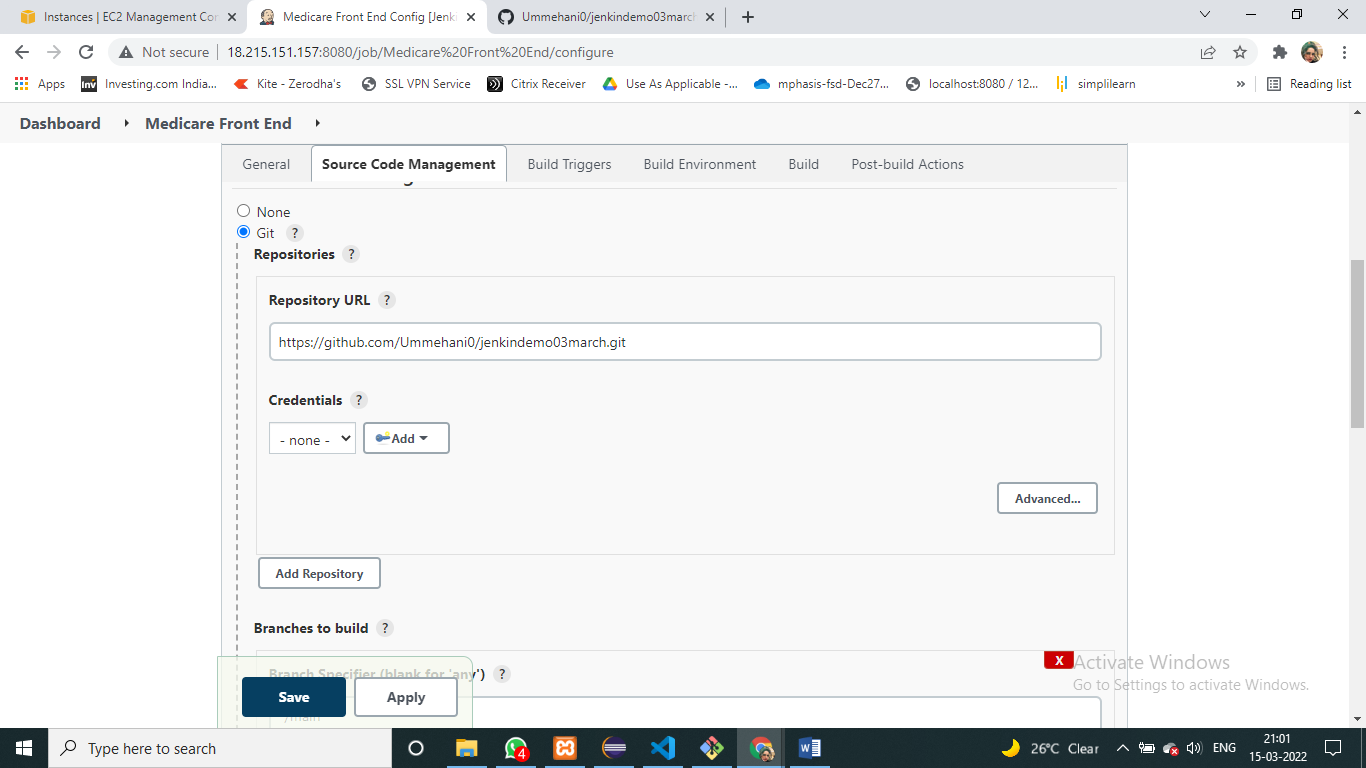 Instances | EC2 Management Con
Medicare Front End Config [Jenki
Ummehani0/jenkindemo03march
Not secure
18.215.151.157:8080/job/Medicare%20Front%20End/configure
Apps
inv
Investing.com India...
Kite - Zerodha's
SSL VPN Service
Citrix Receiver
Use As Applicable -...
mphasis-fsd-Dec27...
localhost:8080 / 12...
simplilearn
»
Reading list
Dashboard
Medicare Front End
General
Source Code Management
Build Triggers
Build Environment
Build
Post-build Actions
None
Git ?
Repositories ?
Repository URL ?
https://github.com/Ummehani0/jenkindemo03march.git
Credentials ?
- none -
Add
Advanced...
Add Repository
Branches to build ?
X
Activate Windows
Branch Specifier (blank for 'any') ?
Go to Settings to activate Windows.
Save
Apply
*/main
Type here to search
4
26°C Clear
ENG
21:01
15-03-2022